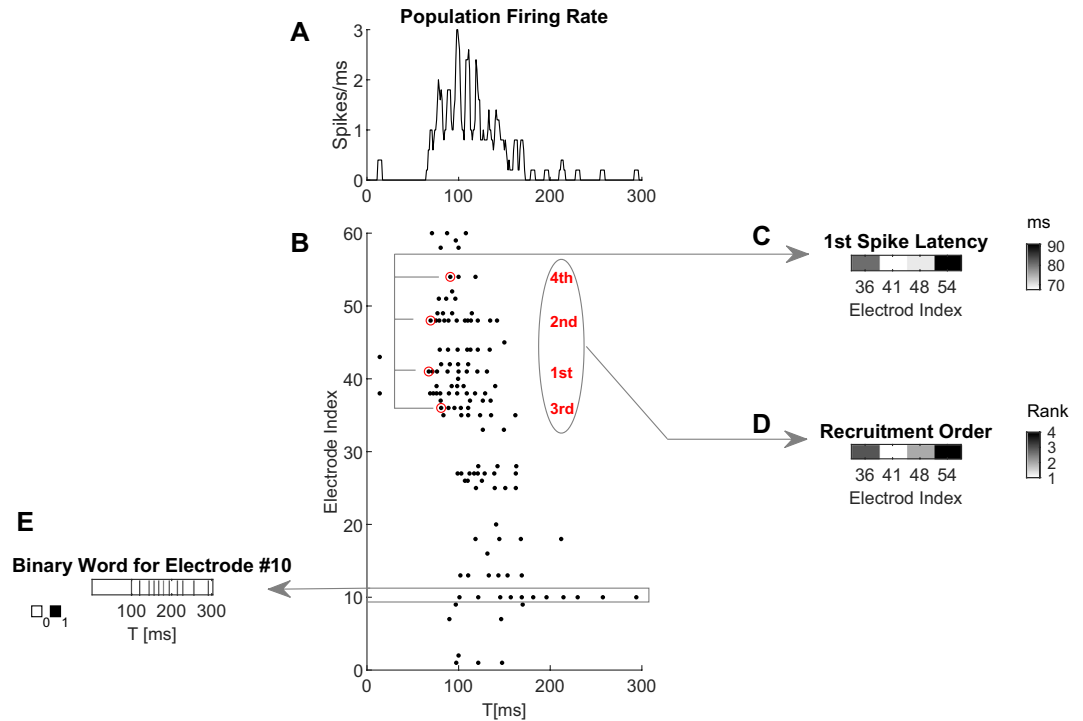 A
Population Firing Rate
Spikes/ms
3
2
1
0
0 100 200 300
B
Electrode Index
60
50
40
30
20
10
0
0 100 200 300
T[ms]
4th
2nd
1st
3rd
C
1st Spike Latency
36 41 48 54
Electrod Index
ms
90
80
70
D
Recruitment Order
36 41 48 54
Electrod Index
Rank
4
3
2
1
E
Binary Word for Electrode #10
0 1
100 200 300
T [ms]